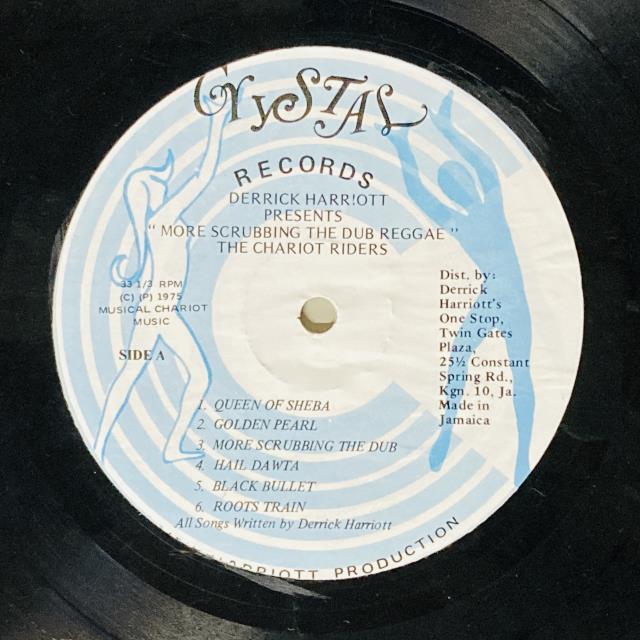 CRYSTAL
RECORDS
DERRICK HARR!OTT
PRESENTS
" MORE SCRUBBING THE DUB REGGAE "
THE CHARIOT RIDERS
33 1/3 RPM
(C) (P) 1975
MUSICAL CHARIOT
MUSIC
SIDE A
Dist. by:
Derrick
Harriott's
One Stop,
Twin Gates
Plaza,
25½ Constant
Spring Rd.,
Kgn. 10, Ja.
Made in
Jamaica
1. QUEEN OF SHEBA
2. GOLDEN PEARL
3. MORE SCRUBBING THE DUB
4. HAIL DAWTA
5. BLACK BULLET
6. ROOTS TRAIN
All Songs Written by Derrick Harriott
HARRIOTT PRODUCTION